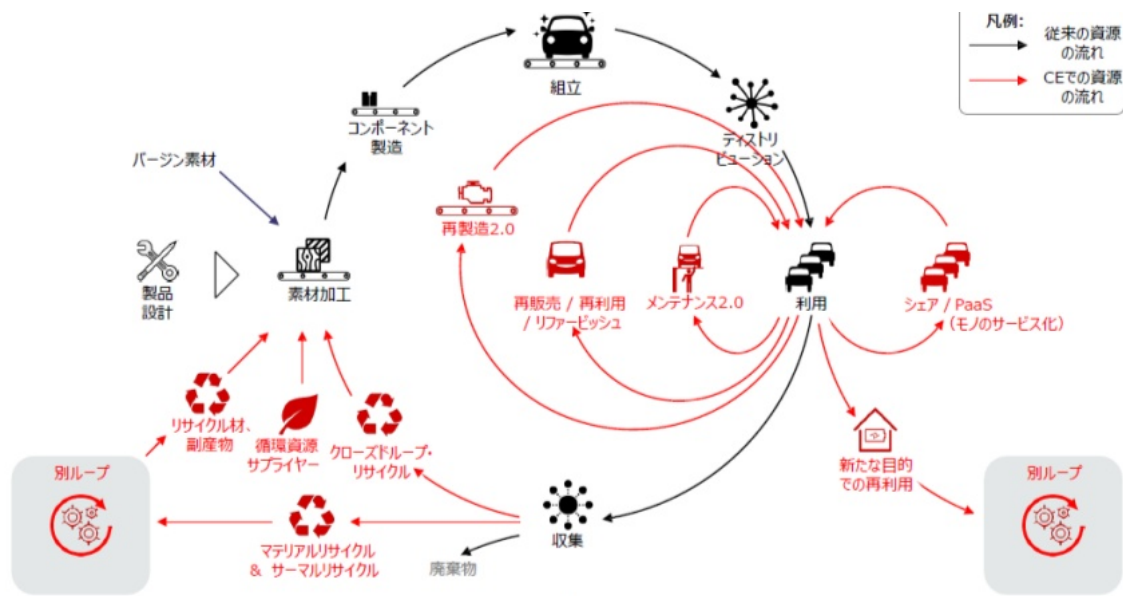 凡例:
従来の資源
の流れ
CEでの資源
の流れ
組立
コンポーネント
製造
ディストリ
ビューション
バージン素材
再製造2.0
製品
設計
素材加工
再販売 / 再利用
/ リファービッシュ
メンテナンス2.0
利用
シェア / PaaS
（モノのサービス化）
リサイクル材、
副産物
循環資源
サプライヤー
クローズドループ・
リサイクル
新たな目的
での再利用
別ループ
別ループ
マテリアルリサイクル
& サーマルリサイクル
収集
廃棄物